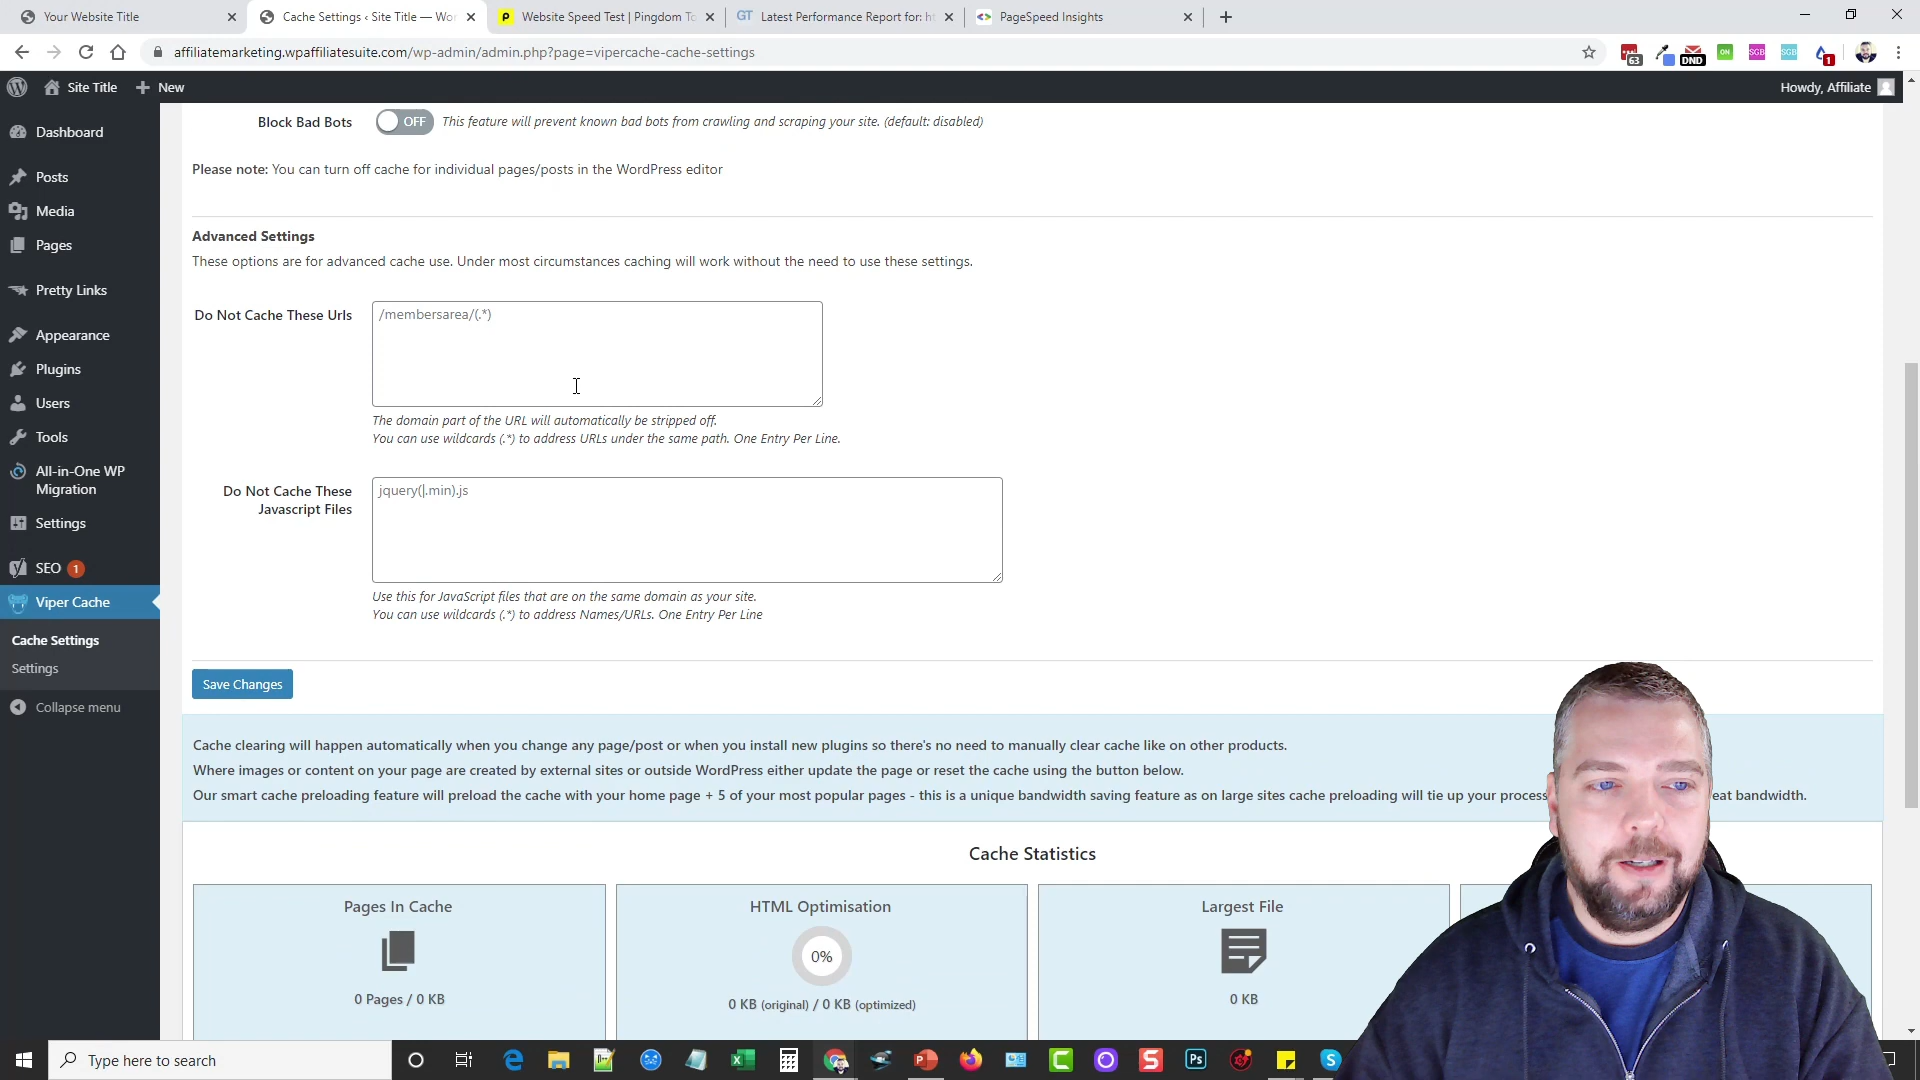 Your Website Title
Cache Settings ‹ Site Title — Wor
Website Speed Test | Pingdom To
GT Latest Performance Report for: ht
PageSpeed Insights
affiliatemarketing.wpaffiliatesuite.com/wp-admin/admin.php?page=vipercache-cache-settings
63
DND
ON
SGB
SGB
1
Site Title
New
Howdy, Affiliate
Dashboard
Posts
Media
Pages
Pretty Links
Appearance
Plugins
Users
Tools
All-in-One WP
Migration
Settings
SEO 1
Viper Cache
Cache Settings
Settings
Collapse menu
Block Bad Bots
OFF
This feature will prevent known bad bots from crawling and scraping your site. (default: disabled)
Please note: You can turn off cache for individual pages/posts in the WordPress editor
Advanced Settings
These options are for advanced cache use. Under most circumstances caching will work without the need to use these settings.
Do Not Cache These Urls
/membersarea/(.*)
The domain part of the URL will automatically be stripped off.
You can use wildcards (.*) to address URLs under the same path. One Entry Per Line.
Do Not Cache These
Javascript Files
jquery(|.min).js
Use this for JavaScript files that are on the same domain as your site.
You can use wildcards (.*) to address Names/URLs. One Entry Per Line
Save Changes
Cache clearing will happen automatically when you change any page/post or when you install new plugins so there's no need to manually clear cache like on other products.
Where images or content on your page are created by external sites or outside WordPress either update the page or reset the cache using the button below.
Our smart cache preloading feature will preload the cache with your home page + 5 of your most popular pages - this is a unique bandwidth saving feature as on large sites cache preloading will tie up your process eat bandwidth.
Cache Statistics
Pages In Cache
0 Pages / 0 KB
HTML Optimisation
0%
0 KB (original) / 0 KB (optimized)
Largest File
0 KB
Type here to search